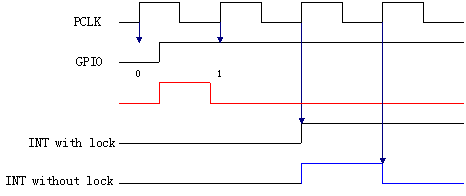 PCLK
GPIO
0 1
INT with lock
INT without lock